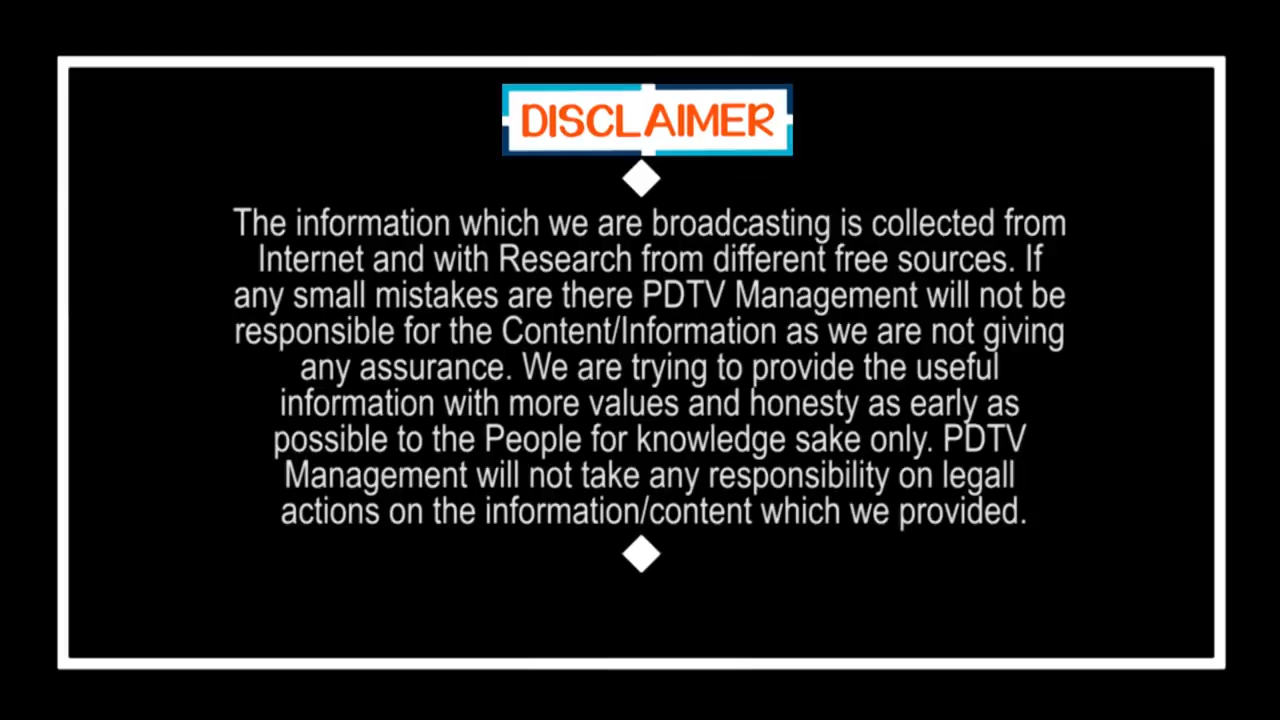 DISCLAIMER
The information which we are broadcasting is collected from
Internet and with Research from different free sources. If
any small mistakes are there PDTV Management will not be
responsible for the Content/Information as we are not giving
any assurance. We are trying to provide the useful
information with more values and honesty as early as
possible to the People for knowledge sake only. PDTV
Management will not take any responsibility on legall
actions on the information/content which we provided.